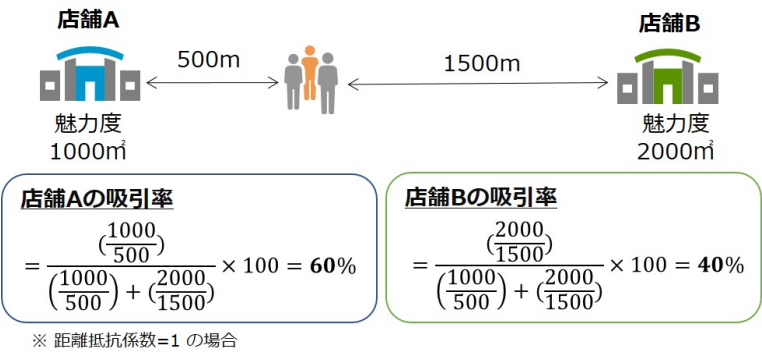 店舗A
店舗B
500m
1500m
魅力度
1000㎡
魅力度
2000㎡
店舗Aの吸引率
= (1000/500) / ((1000/500) + (2000/1500)) × 100 = 60%
店舗Bの吸引率
= (2000/1500) / ((1000/500) + (2000/1500)) × 100 = 40%
※ 距離抵抗係数=1 の場合